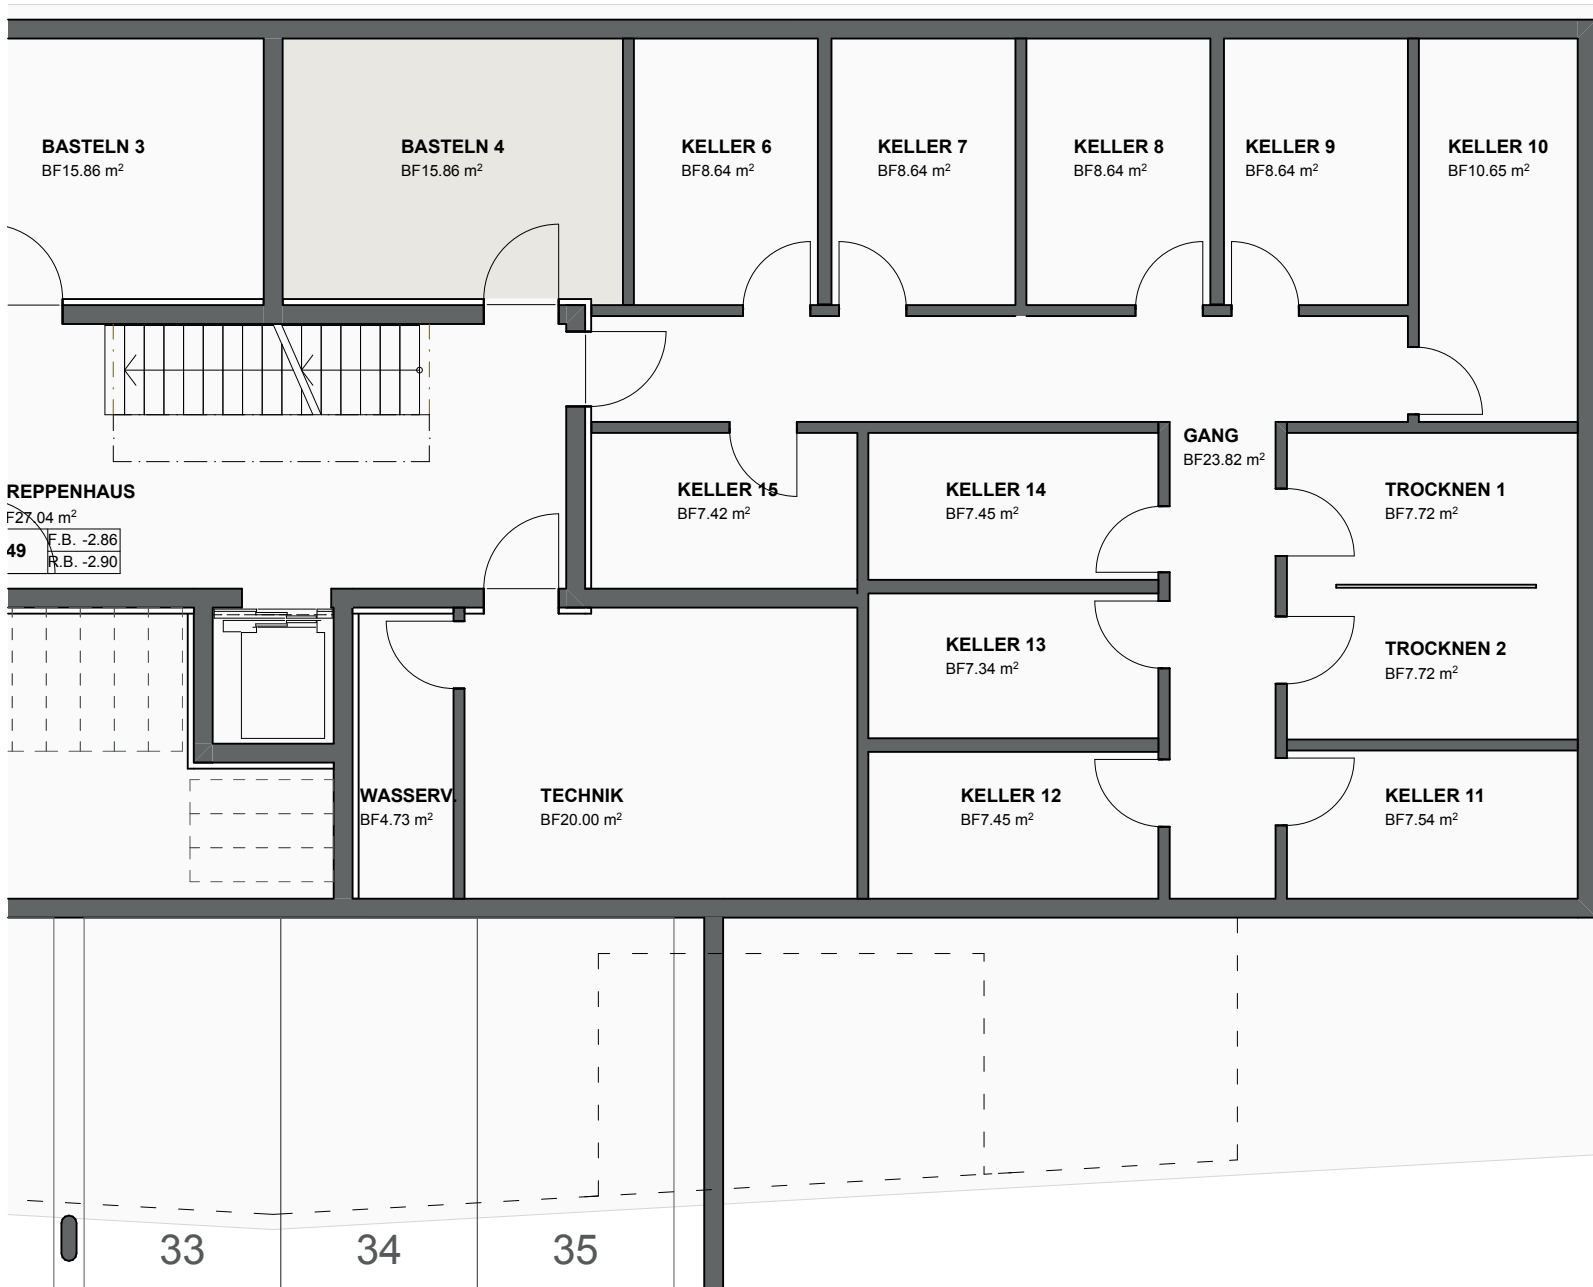 BASTELN 3
BF15.86 m²
BASTELN 4
BF15.86 m²
KELLER 6
BF8.64 m²
KELLER 7
BF8.64 m²
KELLER 8
BF8.64 m²
KELLER 9
BF8.64 m²
KELLER 10
BF10.65 m²
GANG
BF23.82 m²
REPPENHAUS
F27.04 m²
49
F.B. -2.86
R.B. -2.90
KELLER 15
BF7.42 m²
KELLER 14
BF7.45 m²
TROCKNEN 1
BF7.72 m²
KELLER 13
BF7.34 m²
TROCKNEN 2
BF7.72 m²
WASSERV.
BF4.73 m²
TECHNIK
BF20.00 m²
KELLER 12
BF7.45 m²
KELLER 11
BF7.54 m²
33
34
35